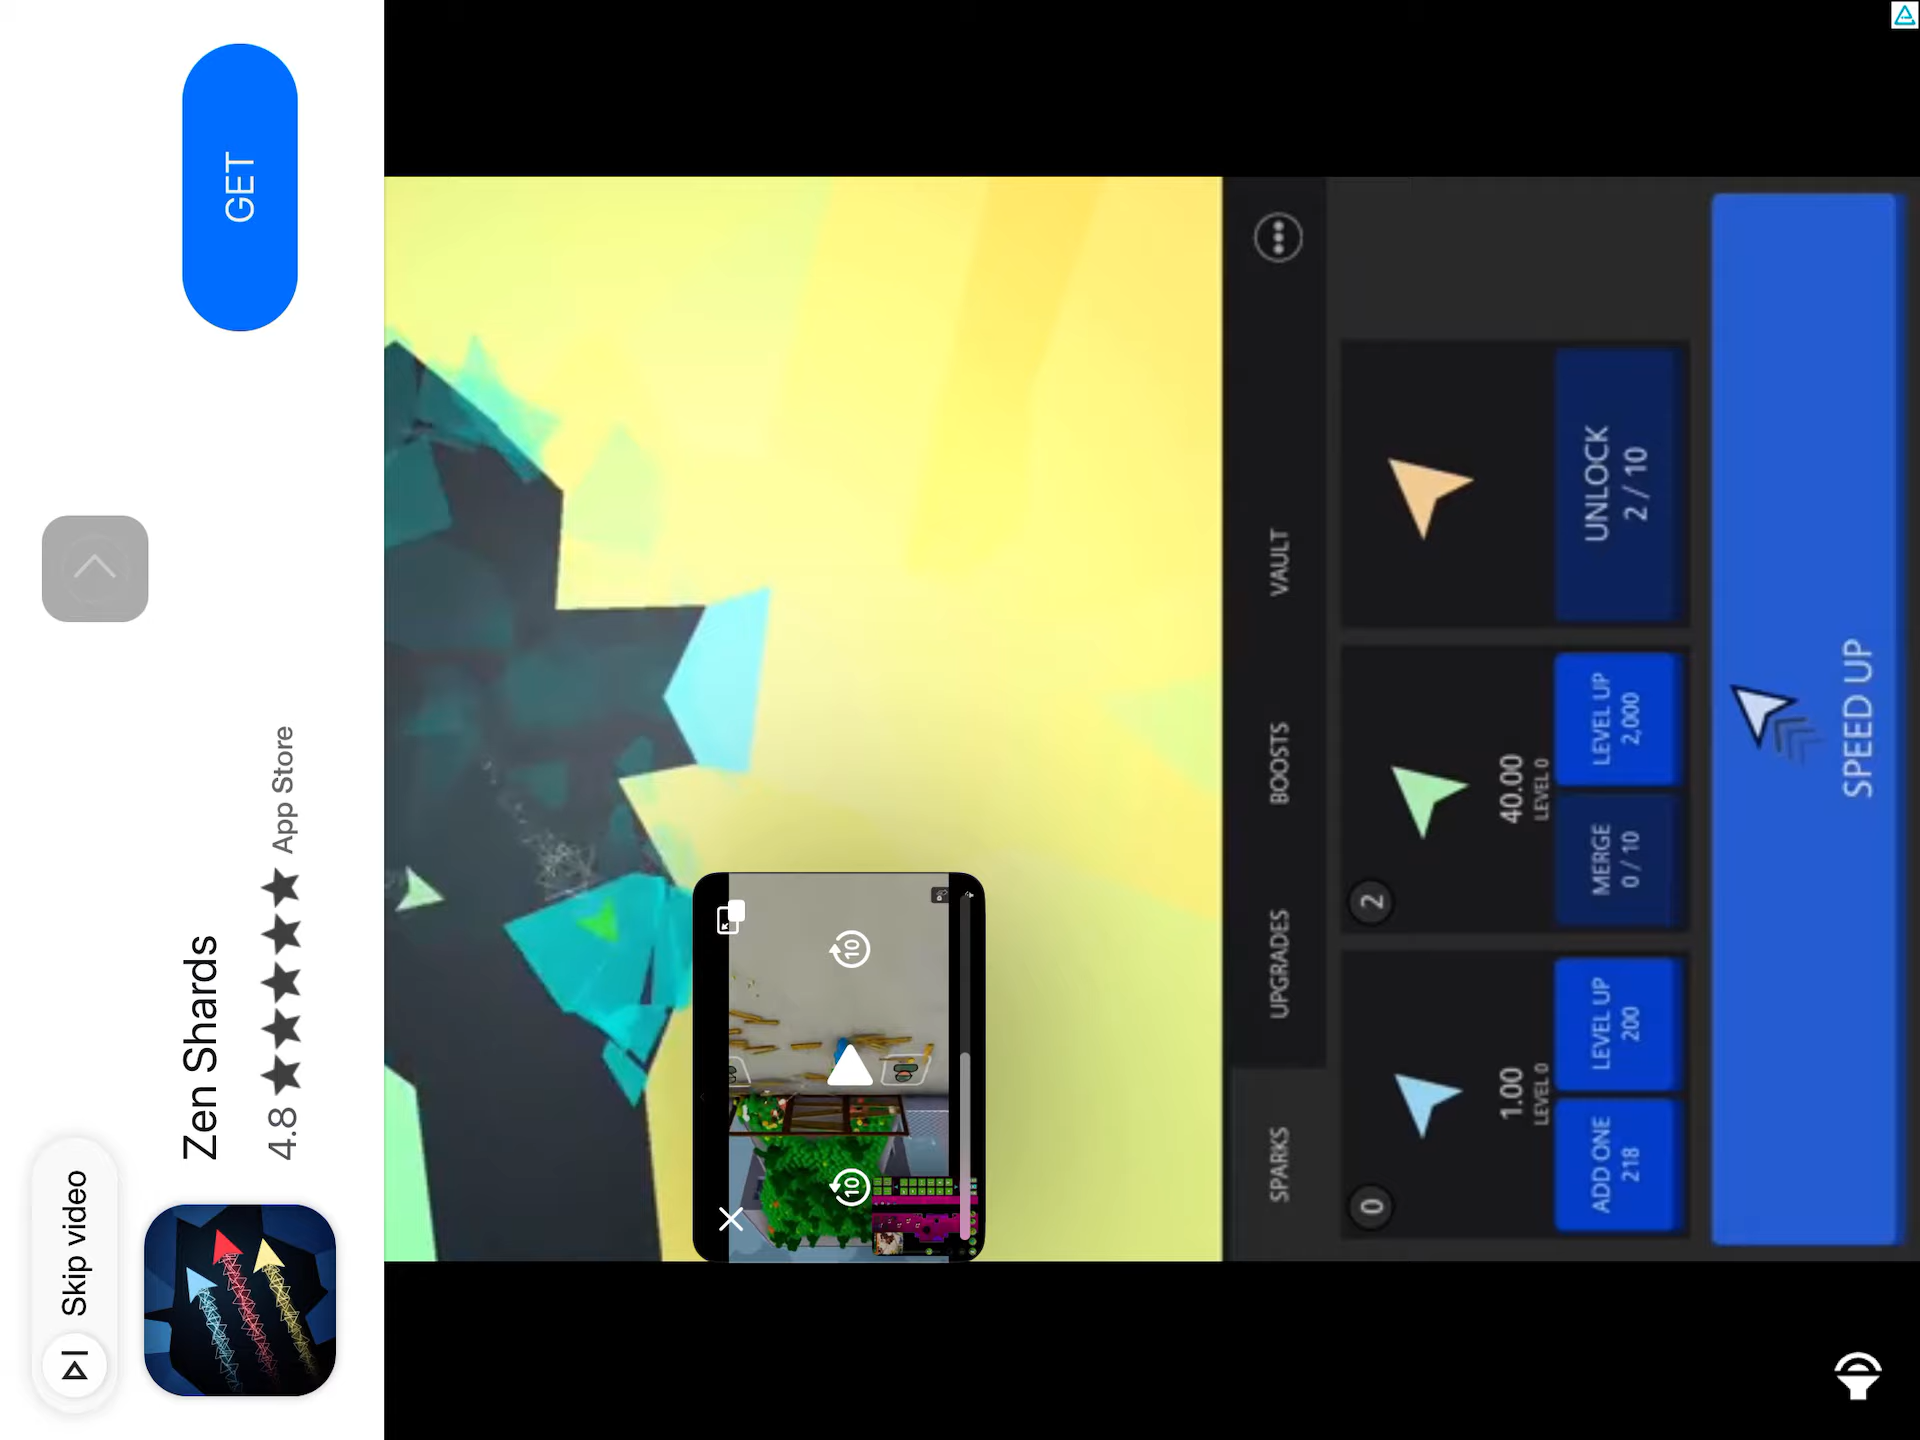 Skip video
Zen Shards
4.8 ★★★★★ App Store
GET
10
10
SPARKS
UPGRADES
BOOSTS
VAULT
0
1.00
LEVEL 0
ADD ONE
218
LEVEL UP
200
2
40.00
LEVEL 0
MERGE
0 / 10
LEVEL UP
2,000
UNLOCK
2 / 10
SPEED UP